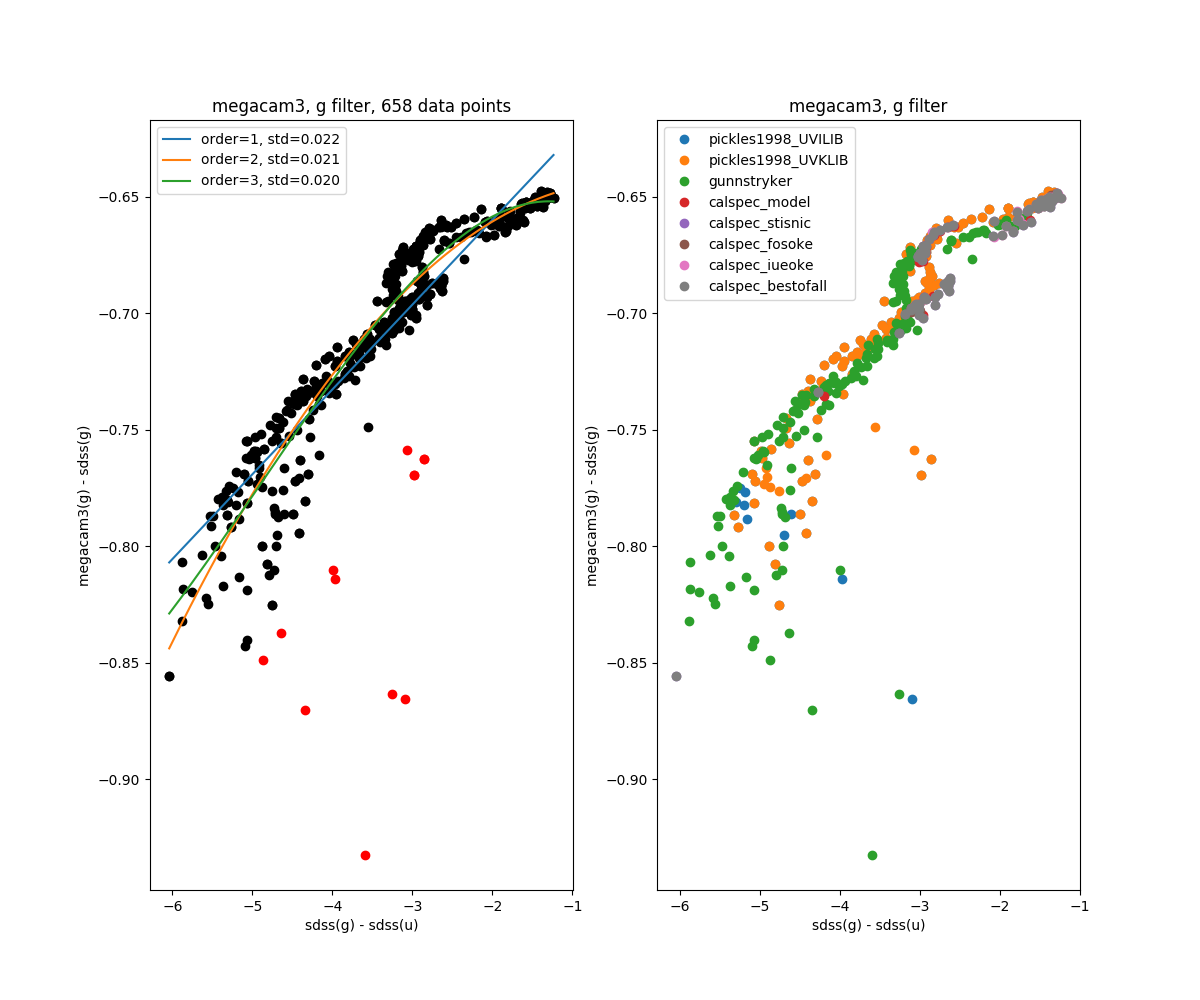 megacam3, g filter, 658 data points
order=1, std=0.022
order=2, std=0.021
order=3, std=0.020
−0.65
−0.70
−0.75
−0.80
−0.85
−0.90
megacam3(g) - sdss(g)
−6
−5
−4
−3
−2
−1
sdss(g) - sdss(u)
megacam3, g filter
pickles1998_UVILIB
pickles1998_UVKLIB
gunnstryker
calspec_model
calspec_stisnic
calspec_fosoke
calspec_iueoke
calspec_bestofall
−0.65
−0.70
−0.75
−0.80
−0.85
−0.90
megacam3(g) - sdss(g)
−6
−5
−4
−3
−2
−1
sdss(g) - sdss(u)